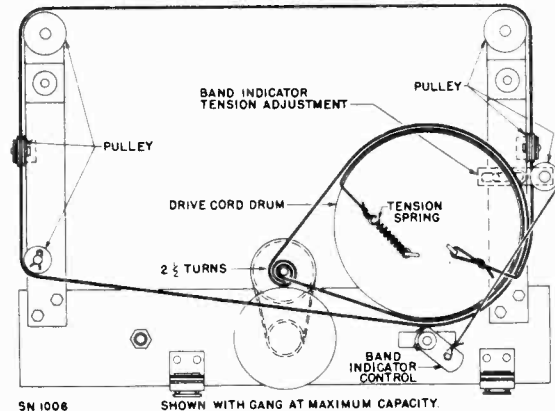 BAND INDICATOR
TENSION ADJUSTMENT
PULLEY
PULLEY
DRIVE CORD DRUM
TENSION
SPRING
2 ½ TURNS
BAND
INDICATOR
CONTROL
SN 1006
SHOWN WITH GANG AT MAXIMUM CAPACITY.